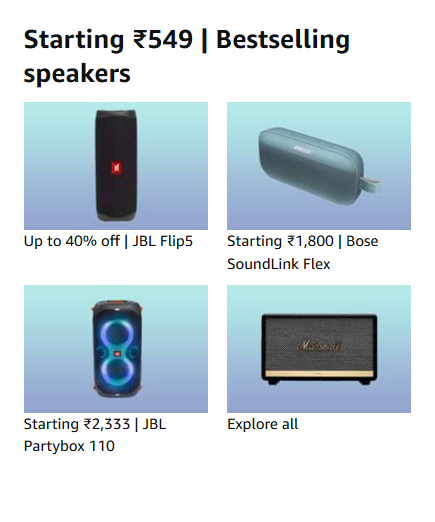 Starting ₹549 | Bestselling
speakers
Up to 40% off | JBL Flip5
Starting ₹1,800 | Bose
SoundLink Flex
Starting ₹2,333 | JBL
Partybox 110
Marshall
Explore all